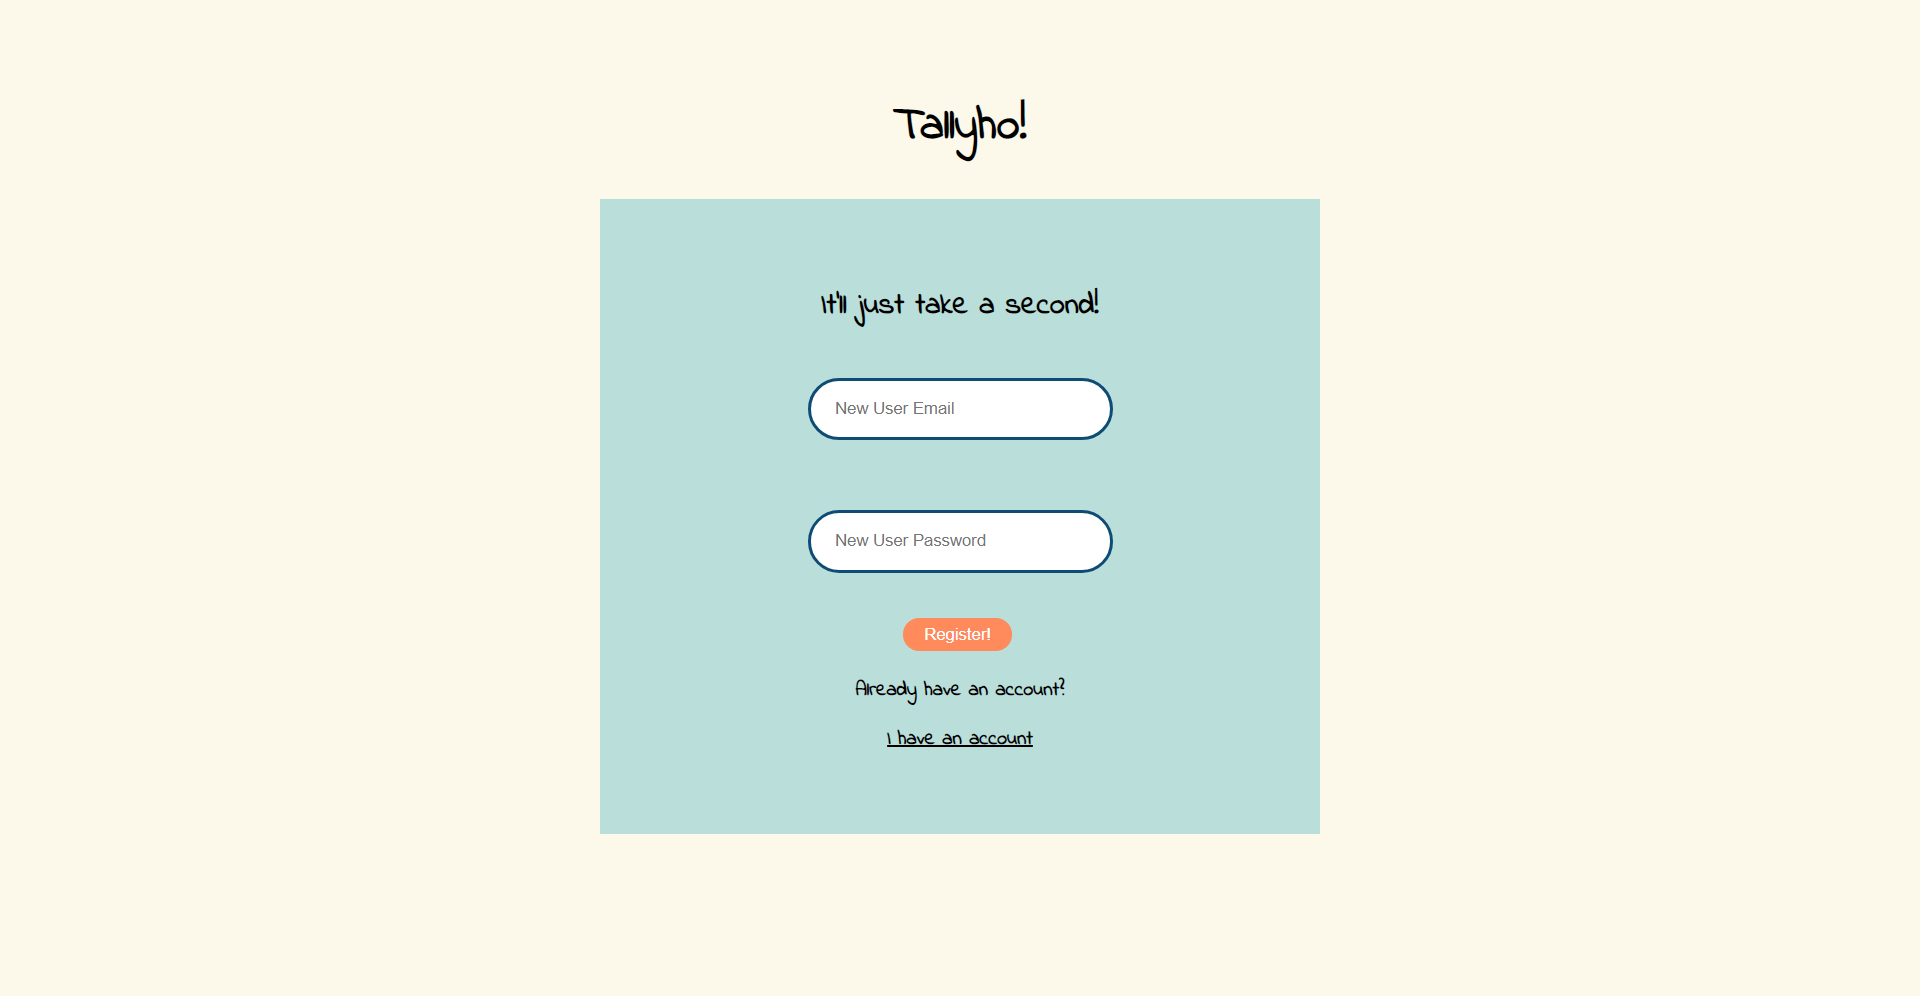 Tallyho!
It'll just take a second!
New User Email
New User Password
Register!
Already have an account?
I have an account